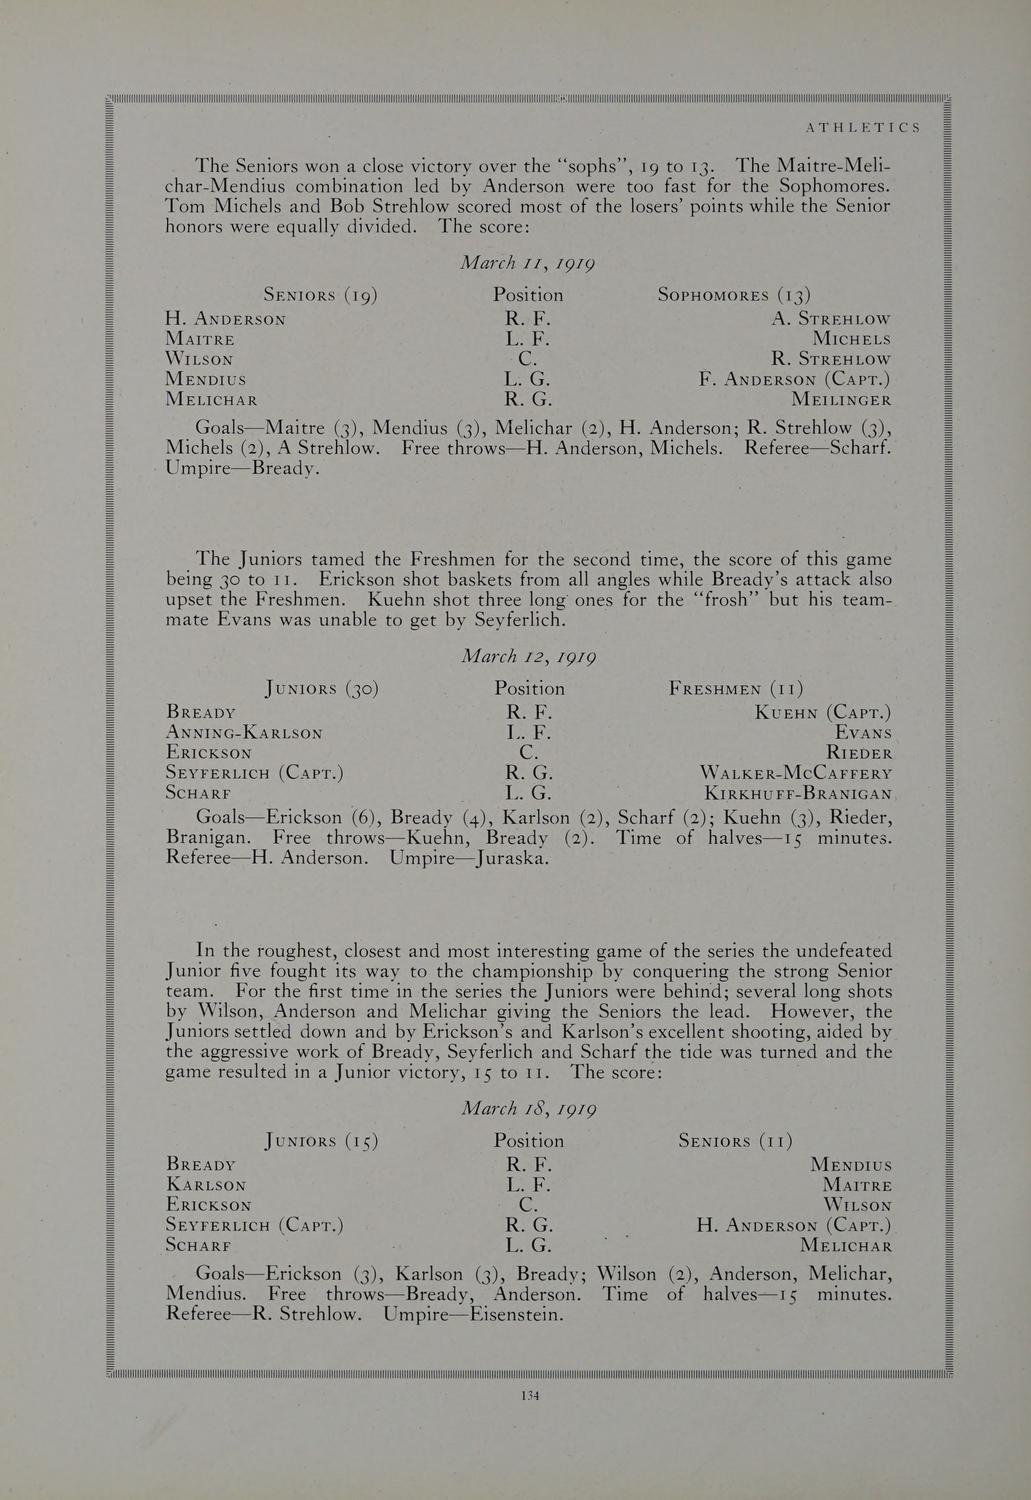 ATHLETICS
The Seniors won a close victory over the “sophs”, 19 to 13. The Maitre-Meli-
char-Mendius combination led by Anderson were too fast for the Sophomores.
Tom Michels and Bob Strehlow scored most of the losers’ points while the Senior
honors were equally divided. The score:
March 11, 1919
SENIORS (19) Position SOPHOMORES (13)
H. ANDERSON R. F. A. STREHLOW
MAITRE L. F. MICHELS
WILSON C. R. STREHLOW
MENDIUS L. G. F. ANDERSON (CAPT.)
MELICHAR R. G. MEILINGER
Goals—Maitre (3), Mendius (3), Melichar (2), H. Anderson; R. Strehlow (3),
Michels (2), A Strehlow. Free throws—H. Anderson, Michels. Referee—Scharf.
Umpire—Bready.
The Juniors tamed the Freshmen for the second time, the score of this game
being 30 to 11. Erickson shot baskets from all angles while Bready’s attack also
upset the Freshmen. Kuehn shot three long ones for the “frosh” but his team-
mate Evans was unable to get by Seyferlich.
March 12, 1919
JUNIORS (30) Position FRESHMEN (11)
BREADY R. F. KUEHN (CAPT.)
ANNING-KARLSON L. F. EVANS
ERICKSON C. RIEDER
SEYFERLICH (CAPT.) R. G. WALKER-MCCAFFERY
SCHARF L. G. KIRKHUFF-BRANIGAN
Goals—Erickson (6), Bready (4), Karlson (2), Scharf (2); Kuehn (3), Rieder,
Branigan. Free throws—Kuehn, Bready (2). Time of halves—15 minutes.
Referee—H. Anderson. Umpire—Juraska.
In the roughest, closest and most interesting game of the series the undefeated
Junior five fought its way to the championship by conquering the strong Senior
team. For the first time in the series the Juniors were behind; several long shots
by Wilson, Anderson and Melichar giving the Seniors the lead. However, the
Juniors settled down and by Erickson’s and Karlson’s excellent shooting, aided by
the aggressive work of Bready, Seyferlich and Scharf the tide was turned and the
game resulted in a Junior victory, 15 to 11. The score:
March 18, 1919
JUNIORS (15) Position SENIORS (11)
BREADY R. F. MENDIUS
KARLSON L. F. MAITRE
ERICKSON C. WILSON
SEYFERLICH (CAPT.) R. G. H. ANDERSON (CAPT.)
SCHARF L. G. MELICHAR
Goals—Erickson (3), Karlson (3), Bready; Wilson (2), Anderson, Melichar,
Mendius. Free throws—Bready, Anderson. Time of halves—15 minutes.
Referee—R. Strehlow. Umpire—Eisenstein.
134